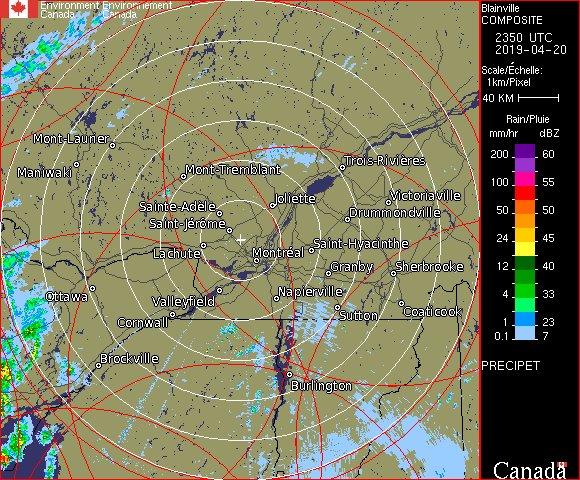 Environment Environnement
Canada Canada
Blainville
COMPOSITE
2350 UTC
2019-04-20
Scale/Échelle:
1km/Pixel
40 KM
Rain/Pluie
mm/hr dBZ
200 60
100 55
50 50
24 45
12 40
4 33
1 23
0.1 7
PRECIPET
Canada
Mont-Laurier
Maniwaki
Mont-Tremblant
Trois-Rivières
Joliette
Victoriaville
Sainte-Adèle
Drummondville
Saint-Jérôme
Saint-Hyacinthe
Lachute
Montréal
Granby
Sherbrooke
Ottawa
Valleyfield
Napierville
Cornwall
Sutton
Coaticook
Brockville
Burlington